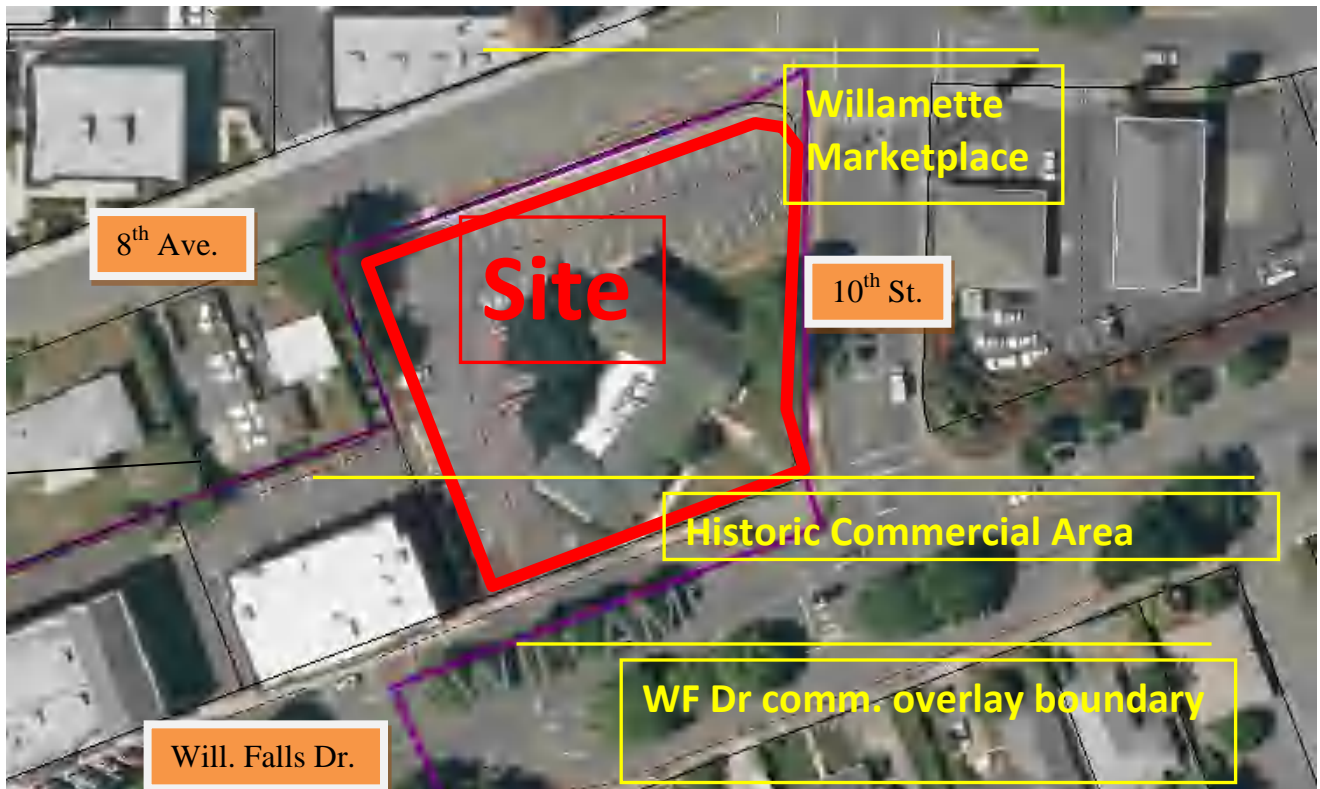 Willamette
Marketplace
8th Ave.
Site
10th St.
Historic Commercial Area
WF Dr comm. overlay boundary
Will. Falls Dr.